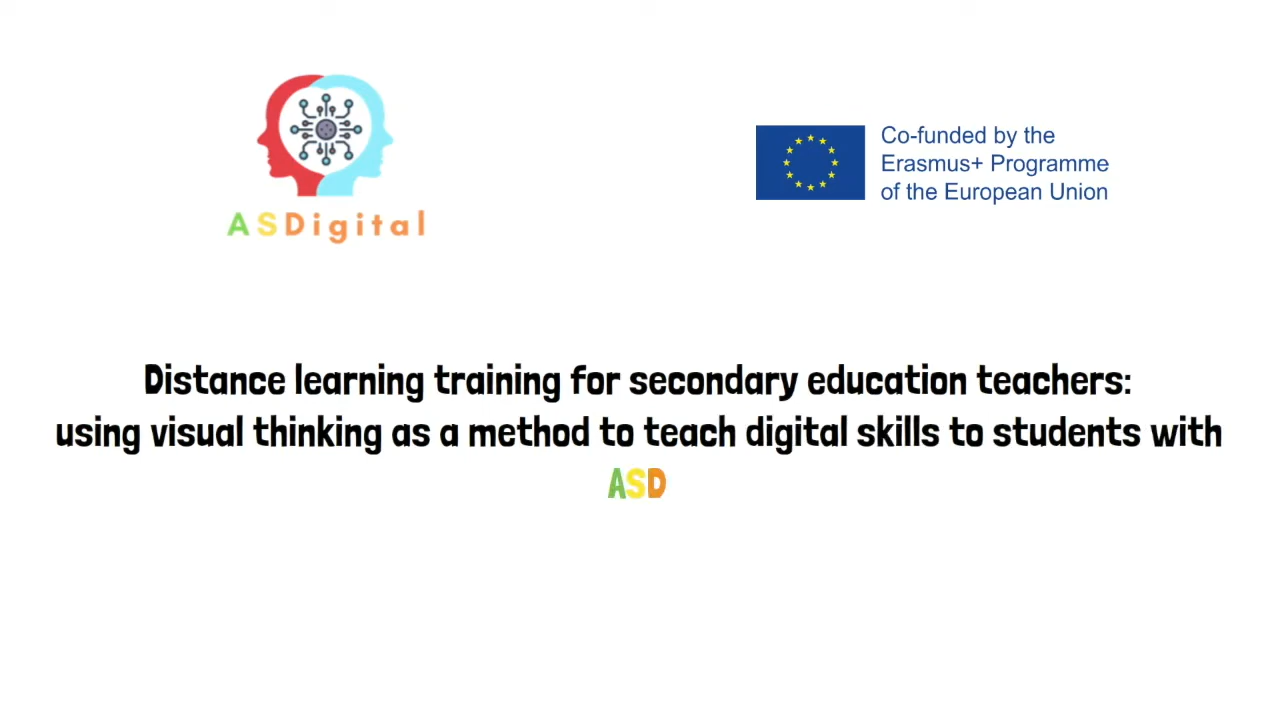 ASDigital
Co-funded by the
Erasmus+ Programme
of the European Union
Distance learning training for secondary education teachers:
using visual thinking as a method to teach digital skills to students with
ASD